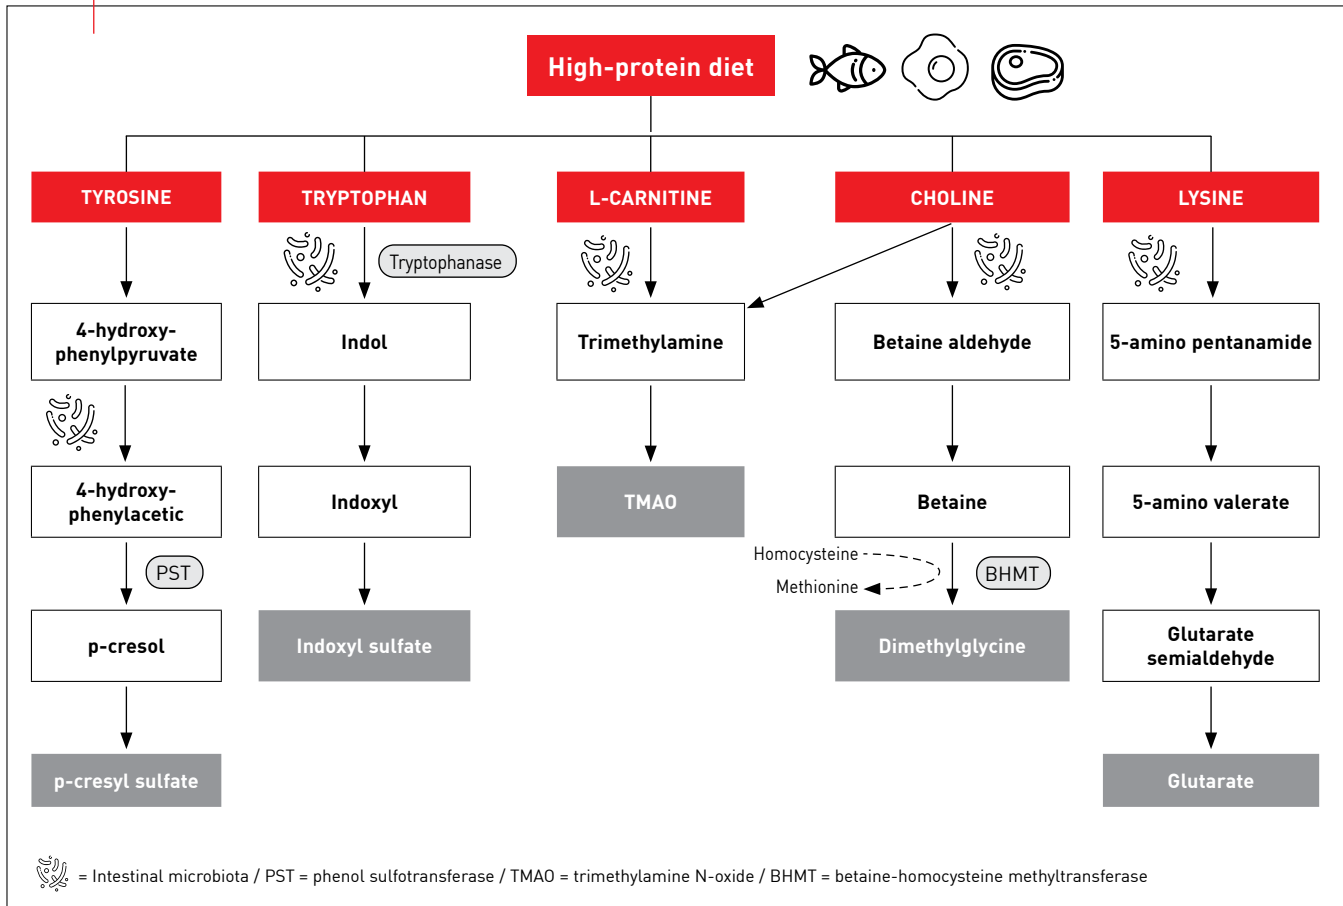 High-protein diet
TYROSINE
TRYPTOPHAN
L-CARNITINE
CHOLINE
LYSINE
Tryptophanase
4-hydroxy-
phenylpyruvate
Indol
Trimethylamine
Betaine aldehyde
5-amino pentanamide
4-hydroxy-
phenylacetic
Indoxyl
TMAO
Betaine
5-amino valerate
PST
Homocysteine
Methionine
BHMT
p-cresol
Indoxyl sulfate
Dimethylglycine
Glutarate
semialdehyde
p-cresyl sulfate
Glutarate
= Intestinal microbiota / PST = phenol sulfotransferase / TMAO = trimethylamine N-oxide / BHMT = betaine-homocysteine methyltransferase